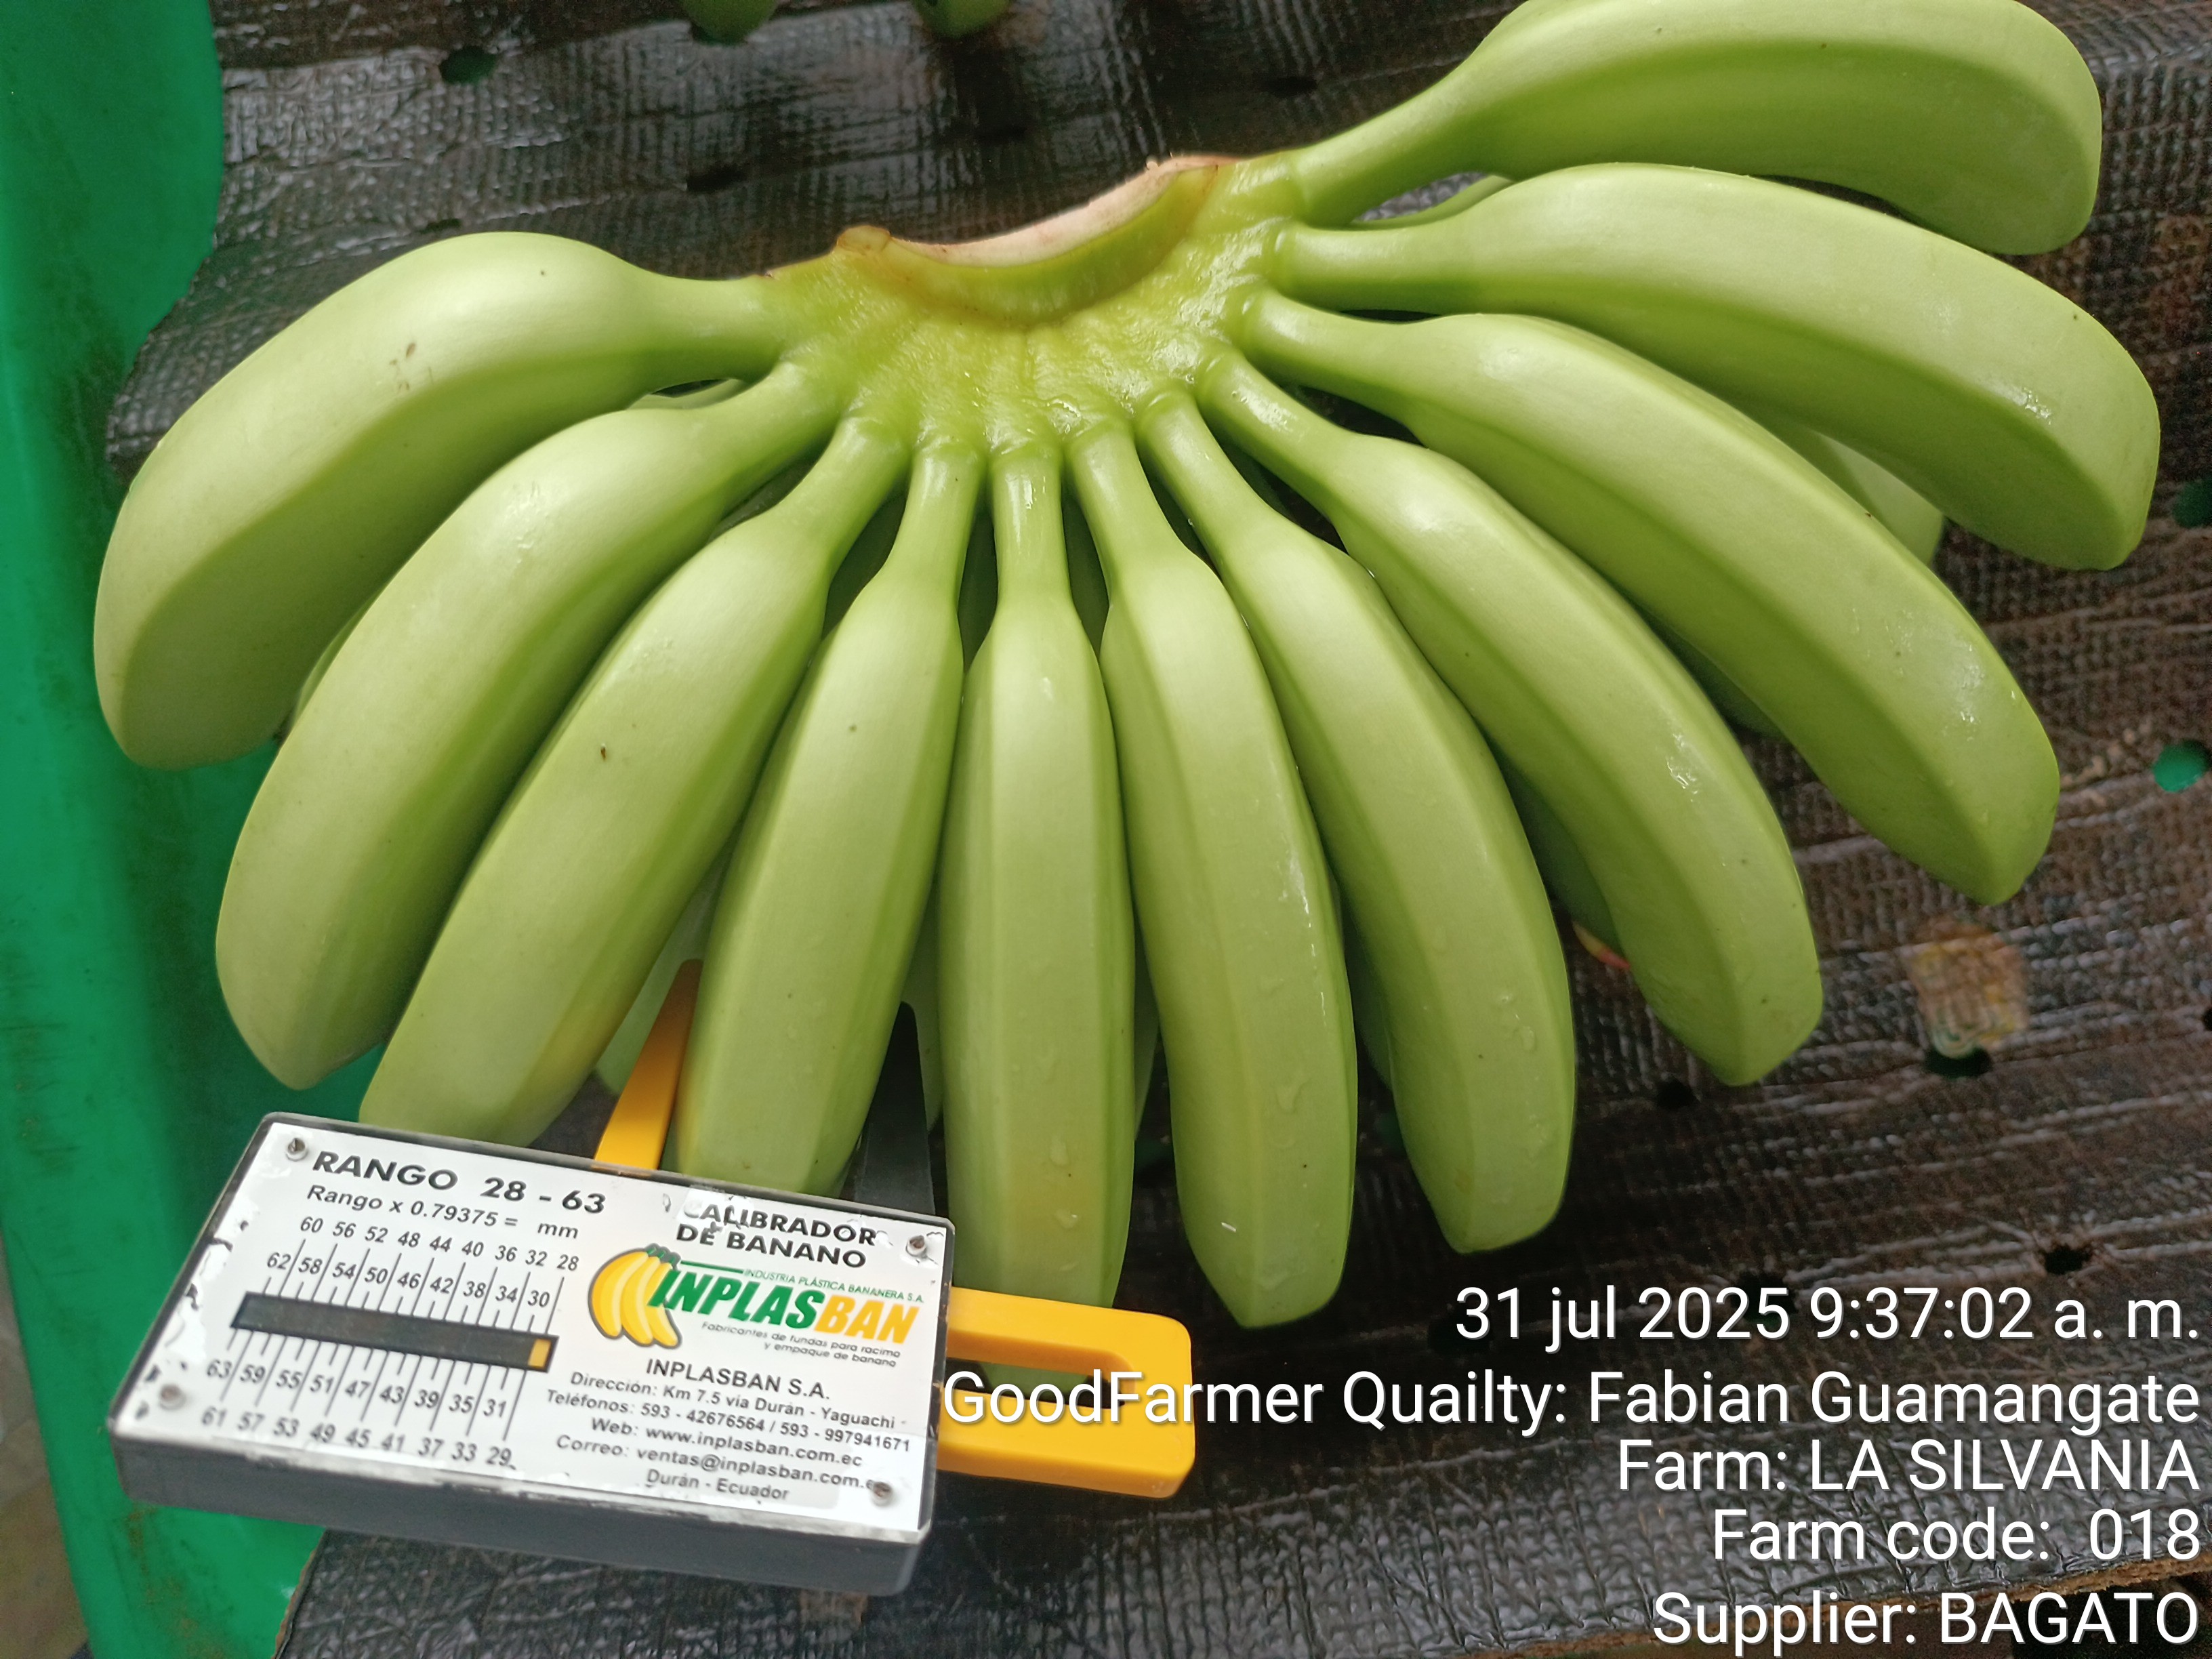 RANGO 28 - 63
Rango x 0.79375 = mm
60 56 52 48 44 40 36 32 28
62 58 54 50 46 42 38 34 30
63 59 55 51 47 43 39 35 31
61 57 53 49 45 41 37 33 29
CALIBRADOR
DE BANANO
INDUSTRIA PLÁSTICA BANANERA S.A.
INPLASBAN
Fabricantes de fundas para racimo
y empaque de banano
INPLASBAN S.A.
Dirección: Km 7.5 vía Durán - Yaguachi -
Teléfonos: 593 - 42676564 / 593 - 997941671
Web: www.inplasban.com.ec
Correo: ventas@inplasban.com.ec
Durán - Ecuador
31 jul 2025 9:37:02 a. m.
GoodFarmer Quailty: Fabian Guamangate
Farm: LA SILVANIA
Farm code: 018
Supplier: BAGATO